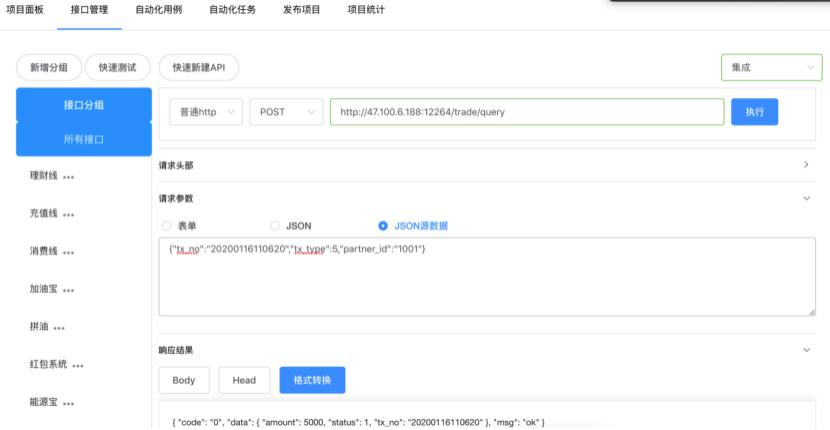 项目面板 接口管理 自动化用例 自动化任务 发布项目 项目统计
新增分组 快速测试 快速新建API 集成
接口分组
所有接口
理财线 •••
充值线 •••
消费线 •••
加油宝 •••
拼油 •••
红包系统 •••
能源宝 •••
普通http POST http://47.100.6.188:12264/trade/query 执行
请求头部
请求参数
表单 JSON JSON源数据
{"tx_no":"20200116110620","tx_type":5,"partner_id":"1001"}
响应结果
Body Head 格式转换
{ "code": "0", "data": { "amount": 5000, "status": 1, "tx_no": "20200116110620" }, "msg": "ok" }